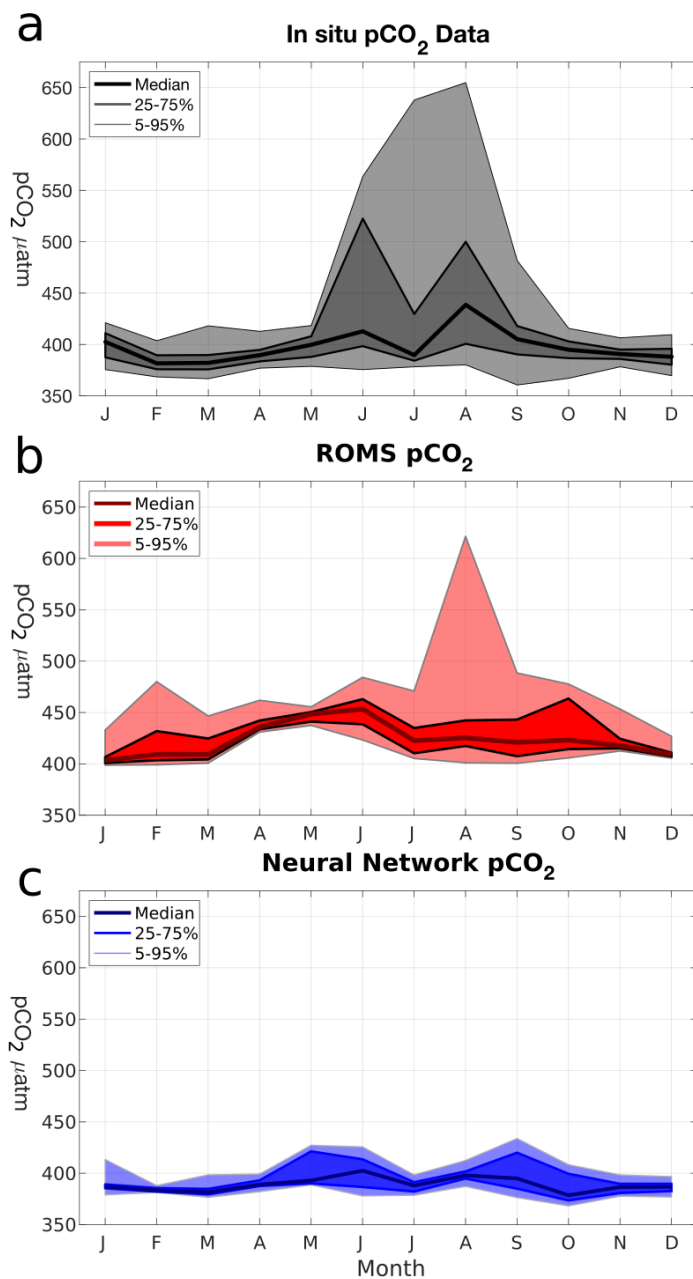 a
In situ pCO₂ Data
Median
25-75%
5-95%
pCO₂ μatm
650
600
550
500
450
400
350
J F M A M J J A S O N D
b
ROMS pCO₂
Median
25-75%
5-95%
pCO₂ μatm
650
600
550
500
450
400
350
J F M A M J J A S O N D
c
Neural Network pCO₂
Median
25-75%
5-95%
pCO₂ μatm
650
600
550
500
450
400
350
J F M A M J J A S O N D
Month